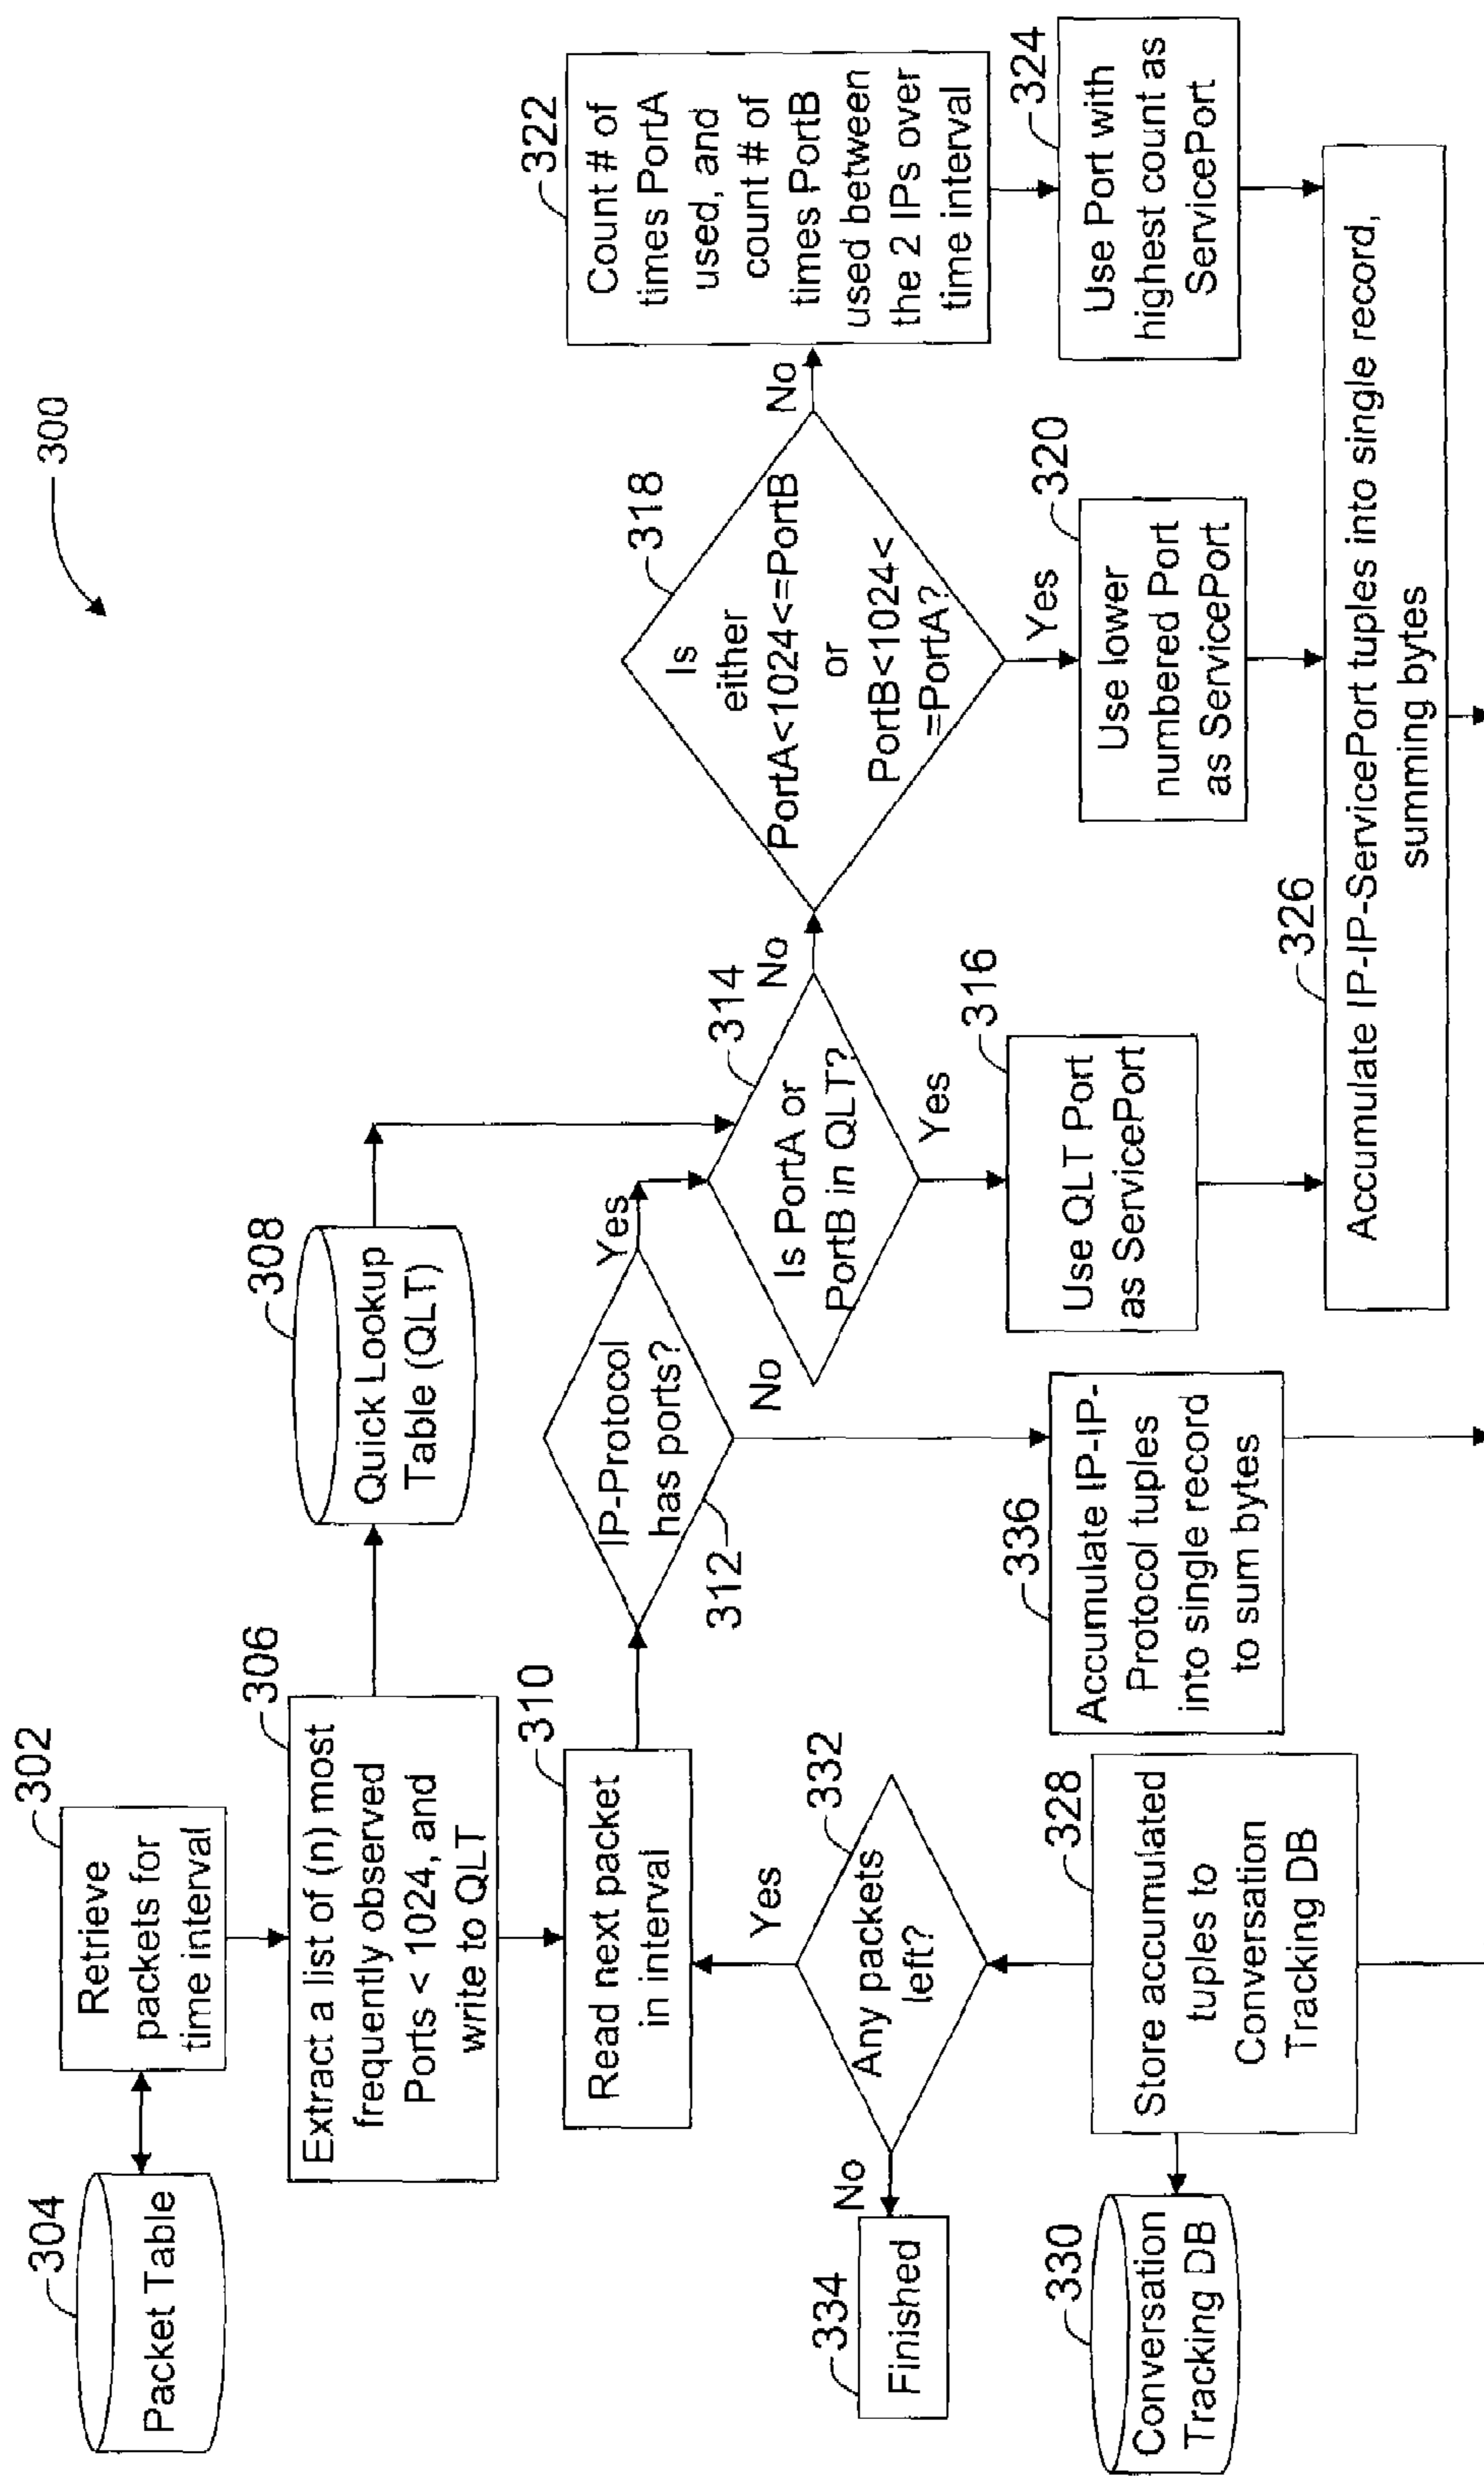 300
302
Retrieve
packets for
time interval
304
Packet Table
306
Extract a list of (n) most
frequently observed
Ports < 1024, and
write to QLT
308
Quick Lookup
Table (QLT)
310
Read next packet
in interval
IP-Protocol
has ports?
312
Yes
No
314
Is PortA or
PortB in QLT?
No
Yes
316
Use QLT Port
as ServicePort
318
Is
either
PortA<1024<=PortB
or
PortB<1024<
=PortA?
No
Yes
320
Use lower
numbered Port
as ServicePort
322
Count # of
times PortA
used, and
count # of
times PortB
used between
the 2 IPs over
time interval
324
Use Port with
highest count as
ServicePort
326
Accumulate IP-IP-ServicePort tuples into single record,
summing bytes
336
Accumulate IP-IP-
Protocol tuples
into single record
to sum bytes
332
Any packets
left?
Yes
No
334
Finished
328
Store accumulated
tuples to
Conversation
Tracking DB
330
Conversation
Tracking DB